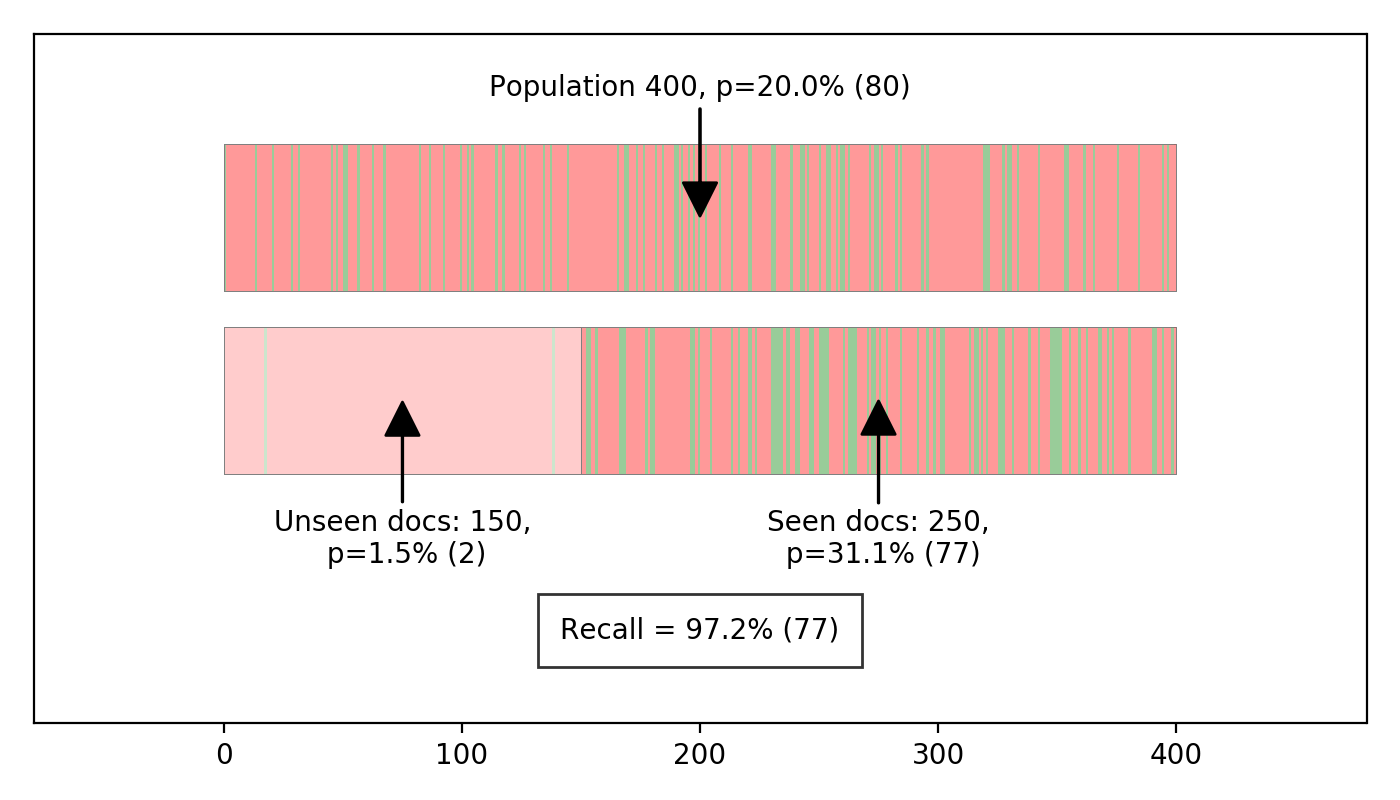 Population 400, p=20.0% (80)
Unseen docs: 150,
p=1.5% (2)
Seen docs: 250,
p=31.1% (77)
Recall = 97.2% (77)
0 100 200 300 400